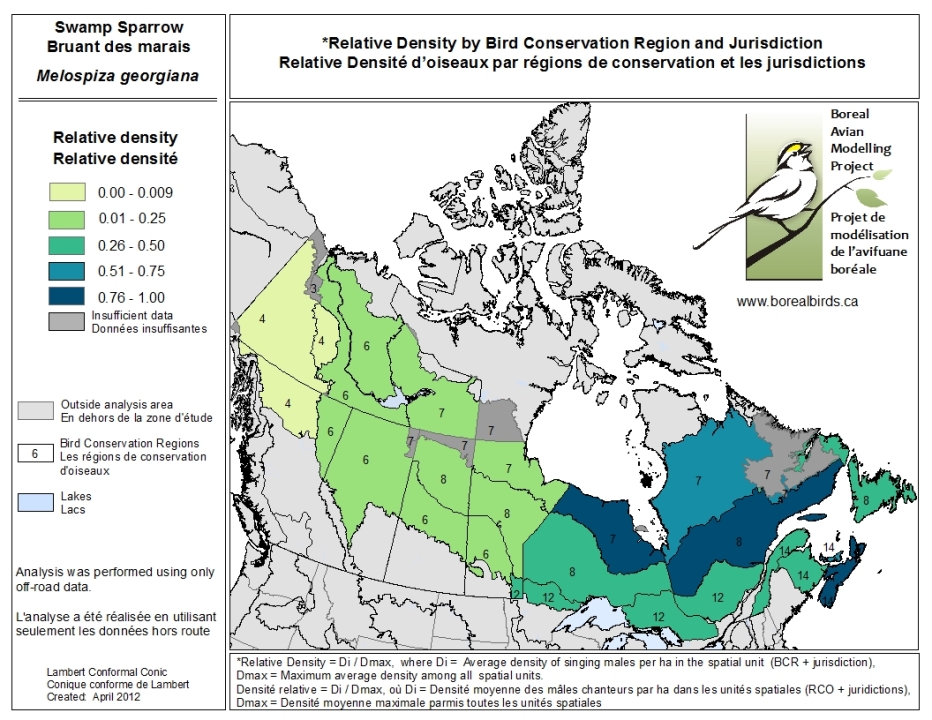 Swamp Sparrow
Bruant des marais
Melospiza georgiana
*Relative Density by Bird Conservation Region and Jurisdiction
Relative Densité d'oiseaux par régions de conservation et les jurisdictions
Relative density
Relative densité
0.00 - 0.009
0.01 - 0.25
0.26 - 0.50
0.51 - 0.75
0.76 - 1.00
Insufficient data
Données insuffisantes
Outside analysis area
En dehors de la zone d'étude
6
Bird Conservation Regions
Les régions de conservation
d'oiseaux
Lakes
Lacs
Analysis was performed using only
off-road data.
L'analyse a été réalisée en utilisant
seulement les données hors route
Lambert Conformal Conic
Conique conforme de Lambert
Created: April 2012
Boreal
Avian
Modelling
Project
Projet de
modélisation
de l'avifuane
boréale
www.borealbirds.ca
3
4
4
6
4
6
7
7
6
7
7
6
7
7
7
8
8
8
6
7
8
4
6
8
14
14
14
2
12
12
12
*Relative Density = Di / Dmax, where Di = Average density of singing males per ha in the spatial unit (BCR + jurisdiction),
Dmax = Maximum average density among all spatial units.
Densité relative = Di / Dmax, où Di = Densité moyenne des mâles chanteurs par ha dans les unités spatiales (RCO + juridictions),
Dmax = Densité moyenne maximale parmis toutes les unités spatiales